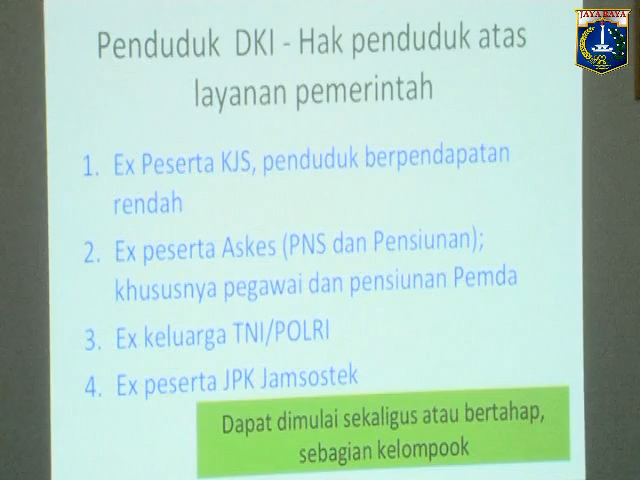 JAYA RAYA
Penduduk DKI - Hak penduduk atas
layanan pemerintah
1. Ex Peserta KJS, penduduk berpendapatan
rendah
2. Ex peserta Askes (PNS dan Pensiunan);
khususnya pegawai dan pensiunan Pemda
3. Ex keluarga TNI/POLRI
4. Ex peserta JPK Jamsostek
Dapat dimulai sekaligus atau bertahap,
sebagian kelompook